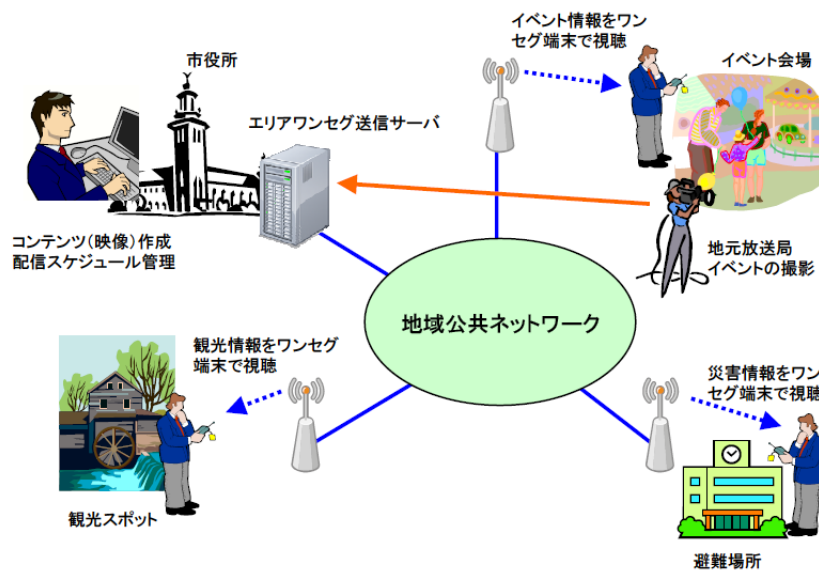 イベント情報をワン
セグ端末で視聴
イベント会場
市役所
エリアワンセグ送信サーバ
コンテンツ(映像)作成
配信スケジュール管理
地元放送局
イベントの撮影
地域公共ネットワーク
観光情報をワンセグ
端末で視聴
災害情報をワン
セグ端末で視聴
観光スポット
避難場所